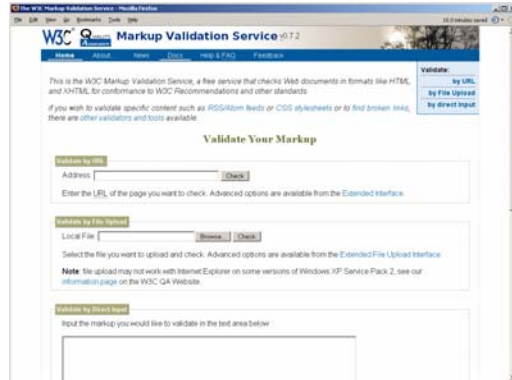 The W3C Markup Validation Service - Mozilla Firefox
File Edit View Go Bookmarks Tools Help
W3C Quality Assurance Markup Validation Service v0.7.2
Home About News Docs Help & FAQ Feedback
Validate:
by URL
by File Upload
by direct Input
This is the W3C Markup Validation Service, a free service that checks Web documents in formats like HTML,
and XHTML for conformance to W3C Recommendations and other standards.
If you wish to validate specific content such as RSS/Atom feeds or CSS stylesheets or to find broken links,
there are other validators and tools available.
Validate Your Markup
Validate by URL
Address: Check
Enter the URL of the page you want to check. Advanced options are available from the Extended Interface.
Validate by File Upload
Local File: Browse... Check
Select the file you want to upload and check. Advanced options are available from the Extended File Upload Interface.
Note: file upload may not work with Internet Explorer on some versions of Windows XP Service Pack 2, see our
information page on the W3C QA Website.
Validate by Direct Input
Input the markup you would like to validate in the text area below: